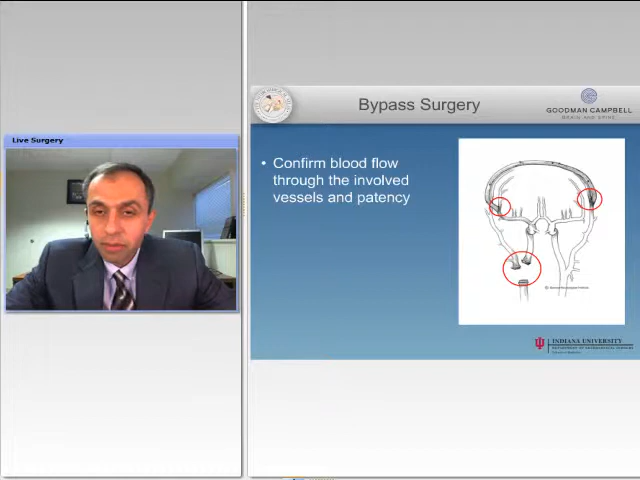 Live Surgery
Bypass Surgery
GOODMAN CAMPBELL
BRAIN AND SPINE
• Confirm blood flow
through the involved
vessels and patency
INDIANA UNIVERSITY